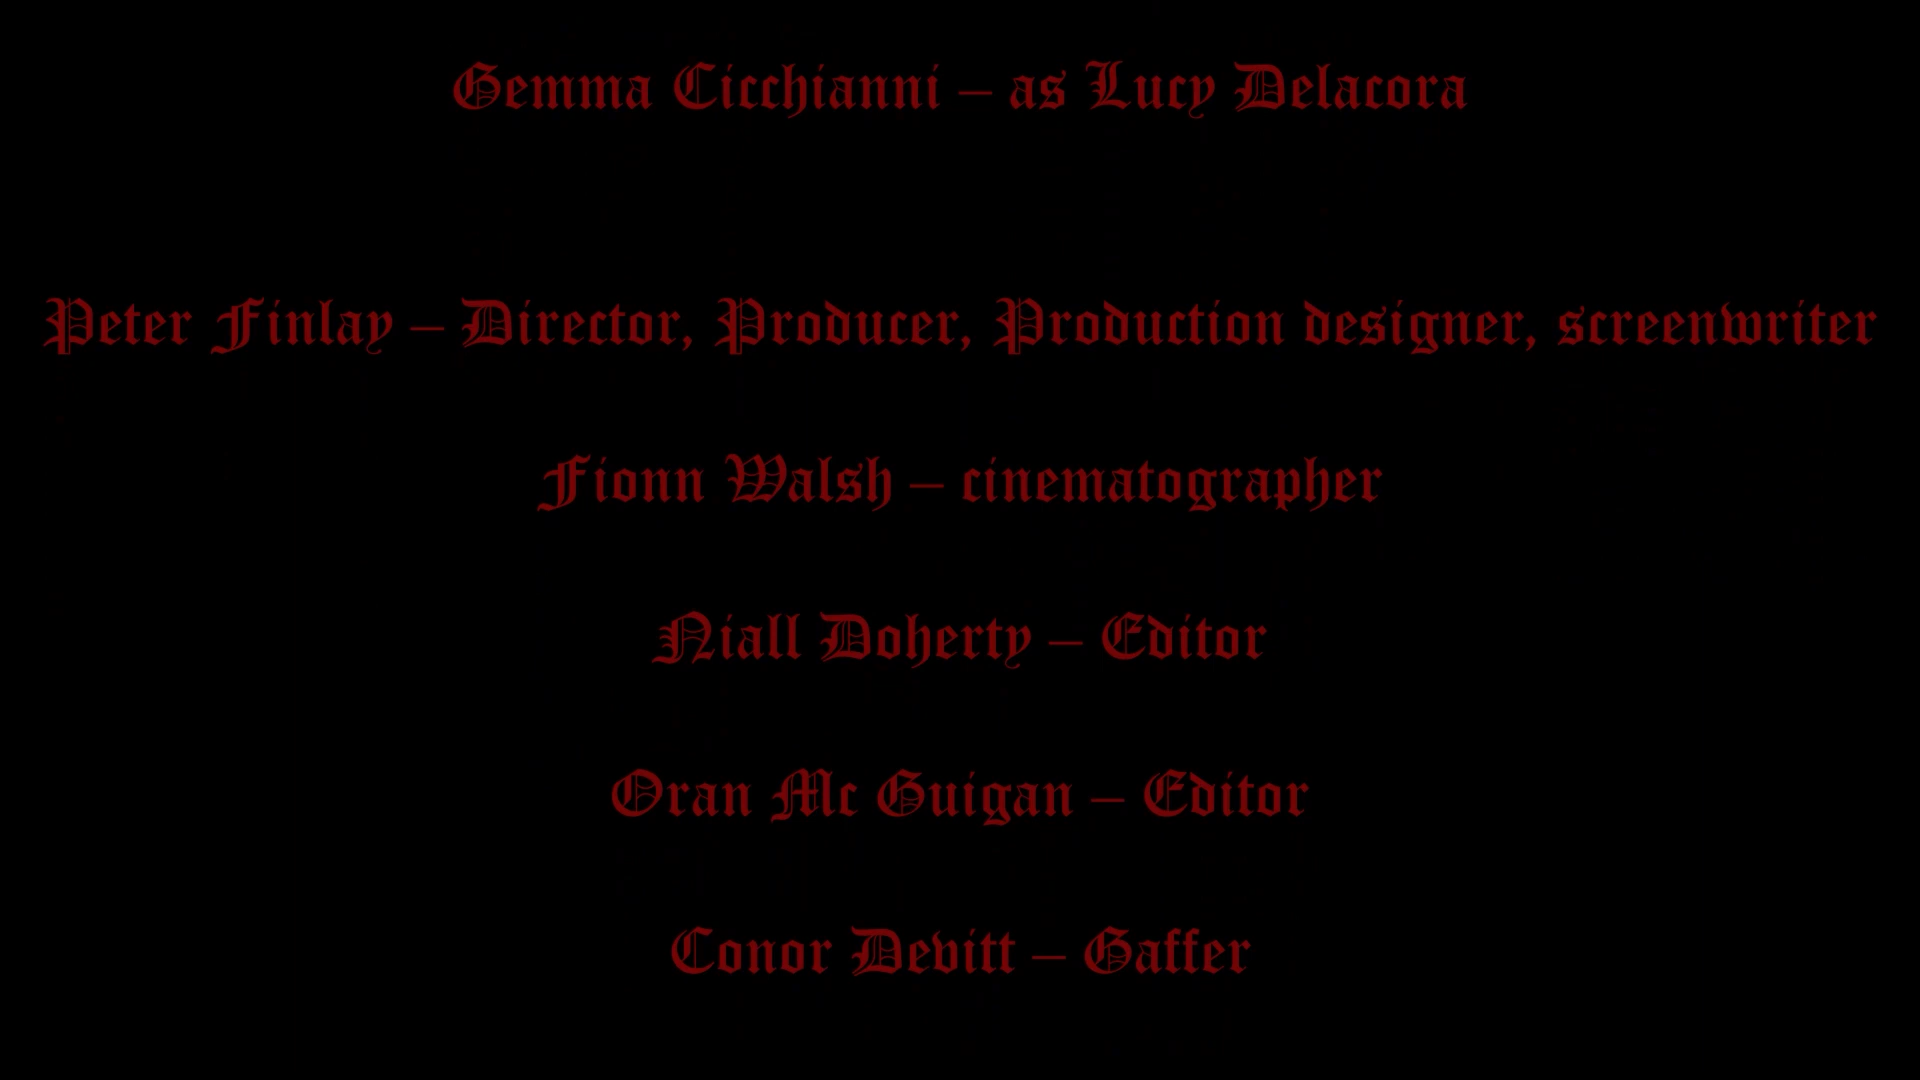 Gemma Cicchianni – as Lucy Delacora
Peter Finlay – Director, Producer, Production designer, screenwriter
Fionn Walsh – cinematographer
Niall Doherty – Editor
Oran Mc Guigan – Editor
Conor Devitt – Gaffer